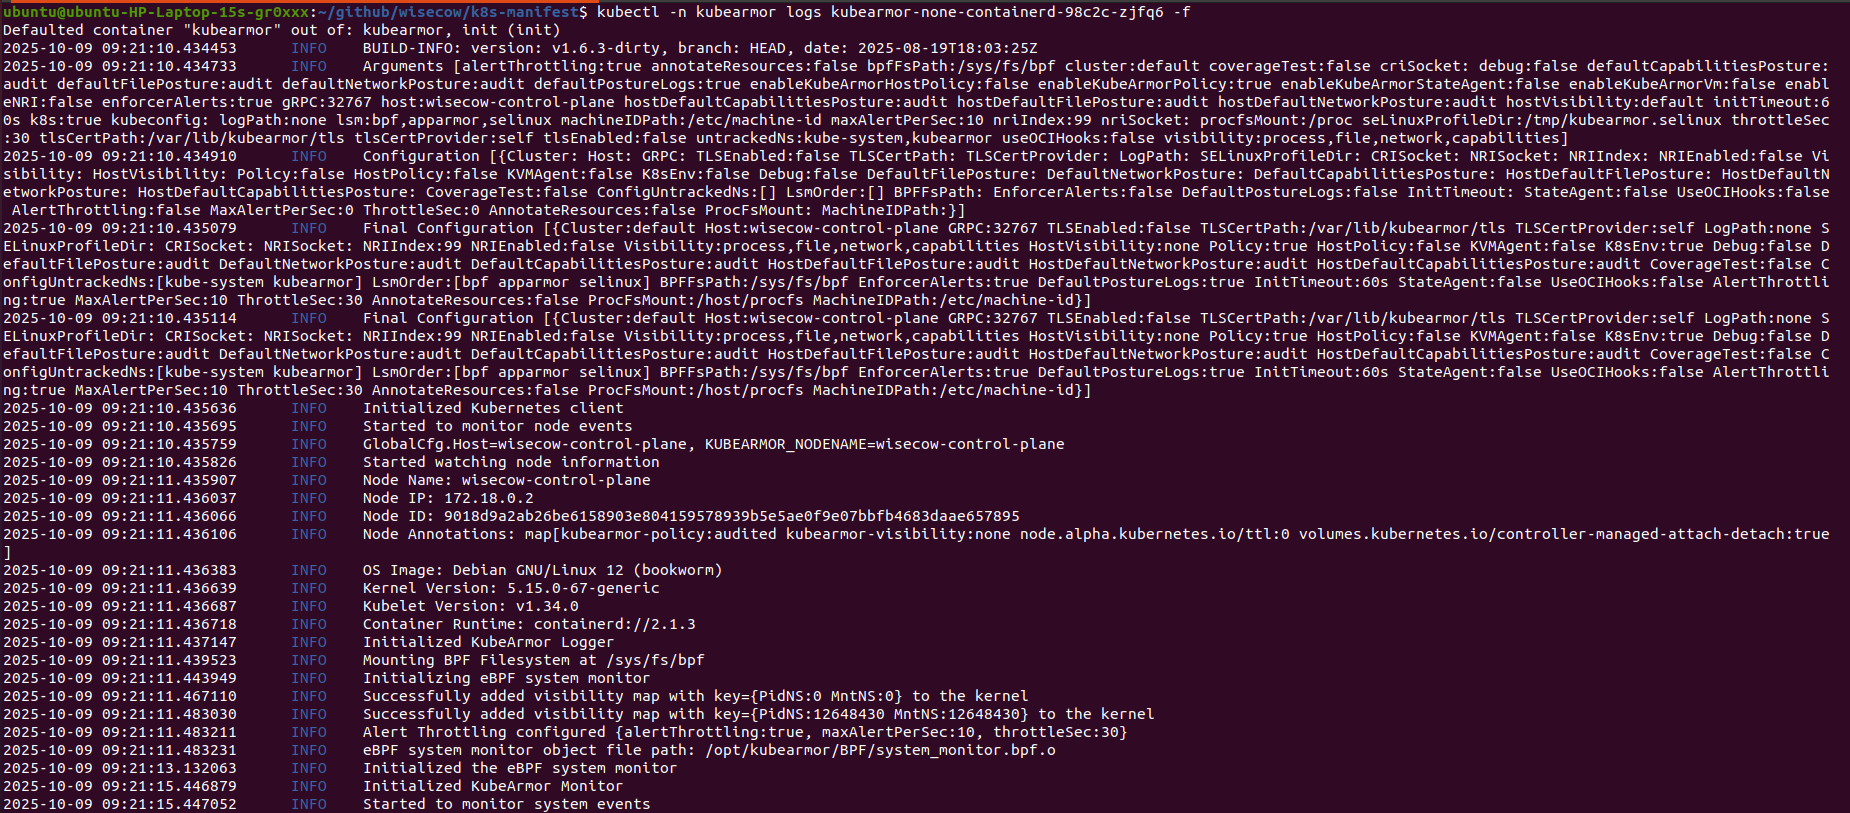 ubuntu@ubuntu-HP-Laptop-15s-gr0xxx:~/github/wisecow/k8s-manifest$ kubectl -n kubearmor logs kubearmor-none-containerd-98c2c-zjfq6 -f
Defaulted container "kubearmor" out of: kubearmor, init (init)
2025-10-09 09:21:10.434453      INFO    BUILD-INFO: version: v1.6.3-dirty, branch: HEAD, date: 2025-08-19T18:03:25Z
2025-10-09 09:21:10.434733      INFO    Arguments [alertThrottling:true annotateResources:false bpfFsPath:/sys/fs/bpf cluster:default coverageTest:false criSocket: debug:false defaultCapabilitiesPosture:
audit defaultFilePosture:audit defaultNetworkPosture:audit defaultPostureLogs:true enableKubeArmorHostPolicy:false enableKubeArmorPolicy:true enableKubeArmorStateAgent:false enableKubeArmorVm:false enabl
eNRI:false enforcerAlerts:true gRPC:32767 host:wisecow-control-plane hostDefaultCapabilitiesPosture:audit hostDefaultFilePosture:audit hostDefaultNetworkPosture:audit hostVisibility:default initTimeout:6
0s k8s:true kubeconfig: logPath:none lsm:bpf,apparmor,selinux machineIDPath:/etc/machine-id maxAlertPerSec:10 nriIndex:99 nriSocket: procfsMount:/proc seLinuxProfileDir:/tmp/kubearmor.selinux throttleSec
:30 tlsCertPath:/var/lib/kubearmor/tls tlsCertProvider:self tlsEnabled:false untrackedNs:kube-system,kubearmor useOCIHooks:false visibility:process,file,network,capabilities]
2025-10-09 09:21:10.434910      INFO    Configuration [{Cluster: Host: GRPC: TLSEnabled:false TLSCertPath: TLSCertProvider: LogPath: SELinuxProfileDir: CRISocket: NRISocket: NRIIndex: NRIEnabled:false Vi
sibility: HostVisibility: Policy:false HostPolicy:false KVMAgent:false K8sEnv:false Debug:false DefaultFilePosture: DefaultNetworkPosture: DefaultCapabilitiesPosture: HostDefaultFilePosture: HostDefaultN
etworkPosture: HostDefaultCapabilitiesPosture: CoverageTest:false ConfigUntrackedNs:[] LsmOrder:[] BPFFsPath: EnforcerAlerts:false DefaultPostureLogs:false InitTimeout: StateAgent:false UseOCIHooks:false
 AlertThrottling:false MaxAlertPerSec:0 ThrottleSec:0 AnnotateResources:false ProcFsMount: MachineIDPath:}]
2025-10-09 09:21:10.435079      INFO    Final Configuration [{Cluster:default Host:wisecow-control-plane GRPC:32767 TLSEnabled:false TLSCertPath:/var/lib/kubearmor/tls TLSCertProvider:self LogPath:none S
ELinuxProfileDir: CRISocket: NRISocket: NRIIndex:99 NRIEnabled:false Visibility:process,file,network,capabilities HostVisibility:none Policy:true HostPolicy:false KVMAgent:false K8sEnv:true Debug:false D
efaultFilePosture:audit DefaultNetworkPosture:audit DefaultCapabilitiesPosture:audit HostDefaultFilePosture:audit HostDefaultNetworkPosture:audit HostDefaultCapabilitiesPosture:audit CoverageTest:false C
onfigUntrackedNs:[kube-system kubearmor] LsmOrder:[bpf apparmor selinux] BPFFsPath:/sys/fs/bpf EnforcerAlerts:true DefaultPostureLogs:true InitTimeout:60s StateAgent:false UseOCIHooks:false AlertThrottli
ng:true MaxAlertPerSec:10 ThrottleSec:30 AnnotateResources:false ProcFsMount:/host/procfs MachineIDPath:/etc/machine-id}]
2025-10-09 09:21:10.435114      INFO    Final Configuration [{Cluster:default Host:wisecow-control-plane GRPC:32767 TLSEnabled:false TLSCertPath:/var/lib/kubearmor/tls TLSCertProvider:self LogPath:none S
ELinuxProfileDir: CRISocket: NRISocket: NRIIndex:99 NRIEnabled:false Visibility:process,file,network,capabilities HostVisibility:none Policy:true HostPolicy:false KVMAgent:false K8sEnv:true Debug:false D
efaultFilePosture:audit DefaultNetworkPosture:audit DefaultCapabilitiesPosture:audit HostDefaultFilePosture:audit HostDefaultNetworkPosture:audit HostDefaultCapabilitiesPosture:audit CoverageTest:false C
onfigUntrackedNs:[kube-system kubearmor] LsmOrder:[bpf apparmor selinux] BPFFsPath:/sys/fs/bpf EnforcerAlerts:true DefaultPostureLogs:true InitTimeout:60s StateAgent:false UseOCIHooks:false AlertThrottli
ng:true MaxAlertPerSec:10 ThrottleSec:30 AnnotateResources:false ProcFsMount:/host/procfs MachineIDPath:/etc/machine-id}]
2025-10-09 09:21:10.435636      INFO    Initialized Kubernetes client
2025-10-09 09:21:10.435695      INFO    Started to monitor node events
2025-10-09 09:21:10.435759      INFO    GlobalCfg.Host=wisecow-control-plane, KUBEARMOR_NODENAME=wisecow-control-plane
2025-10-09 09:21:10.435826      INFO    Started watching node information
2025-10-09 09:21:11.435907      INFO    Node Name: wisecow-control-plane
2025-10-09 09:21:11.436037      INFO    Node IP: 172.18.0.2
2025-10-09 09:21:11.436066      INFO    Node ID: 9018d9a2ab26be6158903e804159578939b5e5ae0f9e07bbfb4683daae657895
2025-10-09 09:21:11.436106      INFO    Node Annotations: map[kubearmor-policy:audited kubearmor-visibility:none node.alpha.kubernetes.io/ttl:0 volumes.kubernetes.io/controller-managed-attach-detach:true
]
2025-10-09 09:21:11.436383      INFO    OS Image: Debian GNU/Linux 12 (bookworm)
2025-10-09 09:21:11.436639      INFO    Kernel Version: 5.15.0-67-generic
2025-10-09 09:21:11.436687      INFO    Kubelet Version: v1.34.0
2025-10-09 09:21:11.436718      INFO    Container Runtime: containerd://2.1.3
2025-10-09 09:21:11.437147      INFO    Initialized KubeArmor Logger
2025-10-09 09:21:11.439523      INFO    Mounting BPF Filesystem at /sys/fs/bpf
2025-10-09 09:21:11.443949      INFO    Initializing eBPF system monitor
2025-10-09 09:21:11.467110      INFO    Successfully added visibility map with key={PidNS:0 MntNS:0} to the kernel
2025-10-09 09:21:11.483030      INFO    Successfully added visibility map with key={PidNS:12648430 MntNS:12648430} to the kernel
2025-10-09 09:21:11.483211      INFO    Alert Throttling configured {alertThrottling:true, maxAlertPerSec:10, throttleSec:30}
2025-10-09 09:21:11.483231      INFO    eBPF system monitor object file path: /opt/kubearmor/BPF/system_monitor.bpf.o
2025-10-09 09:21:13.132063      INFO    Initialized the eBPF system monitor
2025-10-09 09:21:15.446879      INFO    Initialized KubeArmor Monitor
2025-10-09 09:21:15.447052      INFO    Started to monitor system events